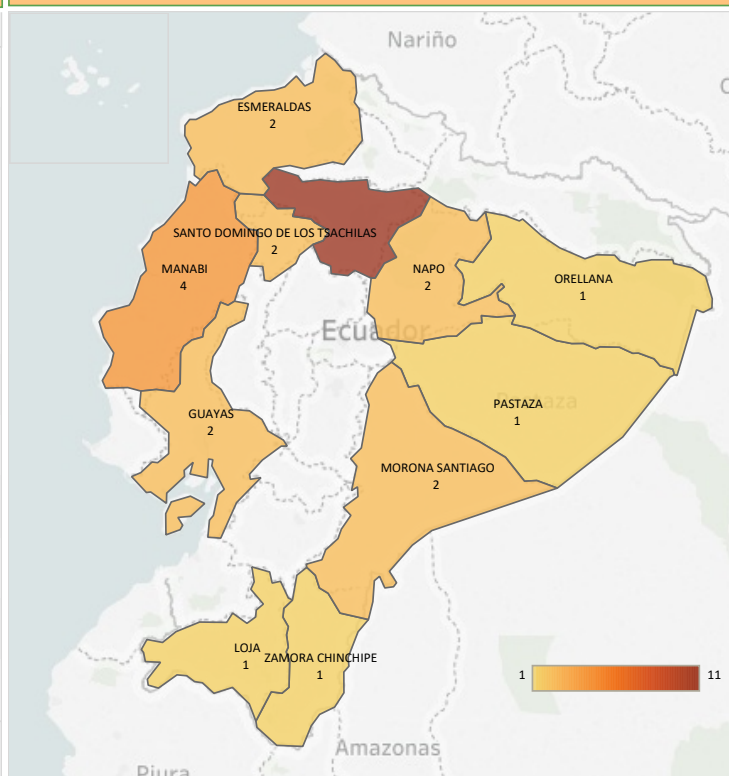 Nariño
ESMERALDAS
2
SANTO DOMINGO DE LOS TSACHILAS
2
MANABI
4
NAPO
2
ORELLANA
1
Ecuador
PASTAZA
1
GUAYAS
2
MORONA SANTIAGO
2
LOJA
1
ZAMORA CHINCHIPE
1
1
11
Amazonas
Piura